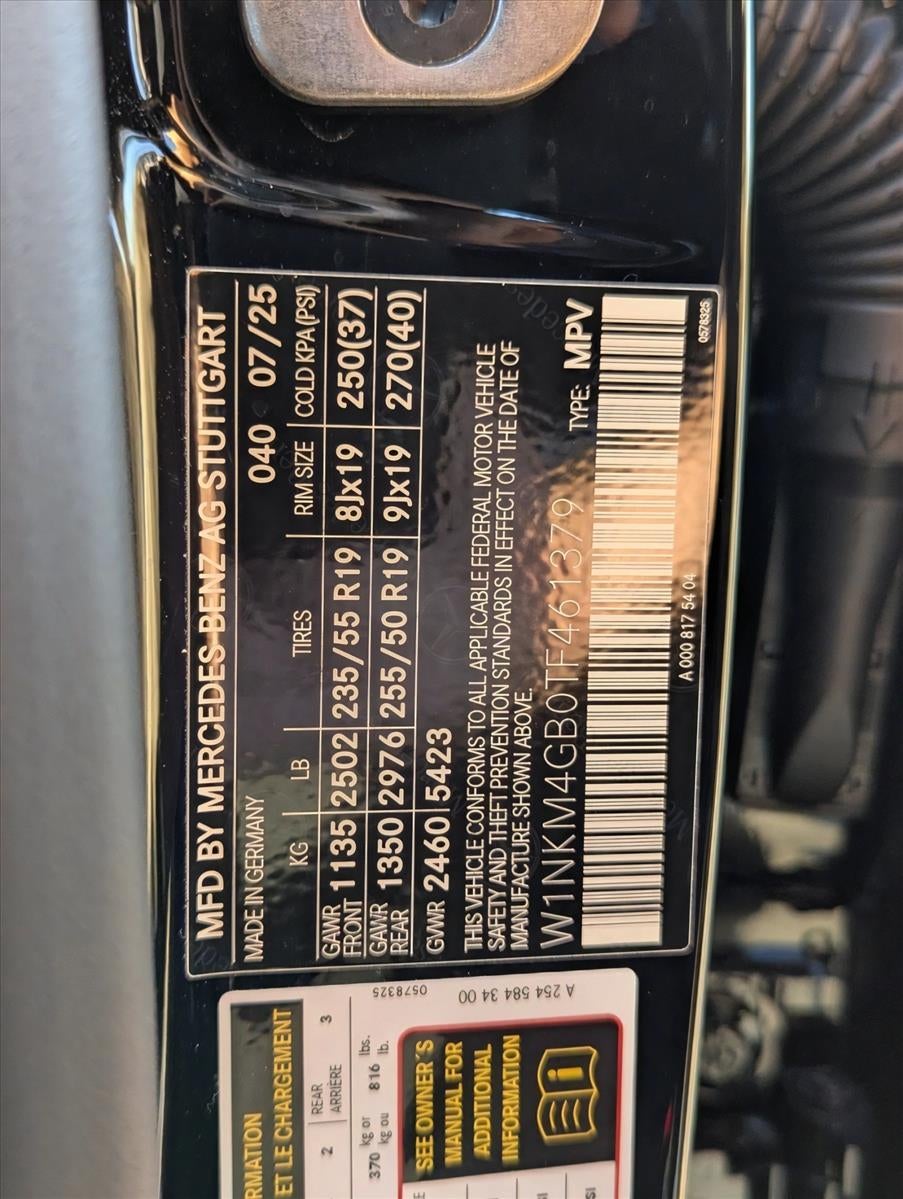 MFD BY MERCEDES-BENZ AG STUTTGART
MADE IN GERMANY 040 07/25
KG LB TIRES RIM SIZE COLD KPA(PSI)
GAWR
FRONT 1135 2502 235/55 R19 8Jx19 250(37)
GAWR
REAR 1350 2976 255/50 R19 9Jx19 270(40)
GVWR 2460 5423
THIS VEHICLE CONFORMS TO ALL APPLICABLE FEDERAL MOTOR VEHICLE
SAFETY AND THEFT PREVENTION STANDARDS IN EFFECT ON THE DATE OF
MANUFACTURE SHOWN ABOVE.
TYPE: MPV
W1NKM4GB0TF461379
A 000 817 54 04
0578325
ET LE CHARGEMENT
2 REAR
ARRIÈRE 3
370 kg or
kg ou 816 lbs.
lb.
SEE OWNER'S
MANUAL FOR
ADDITIONAL
INFORMATION
A 254 584 34 00
0578325